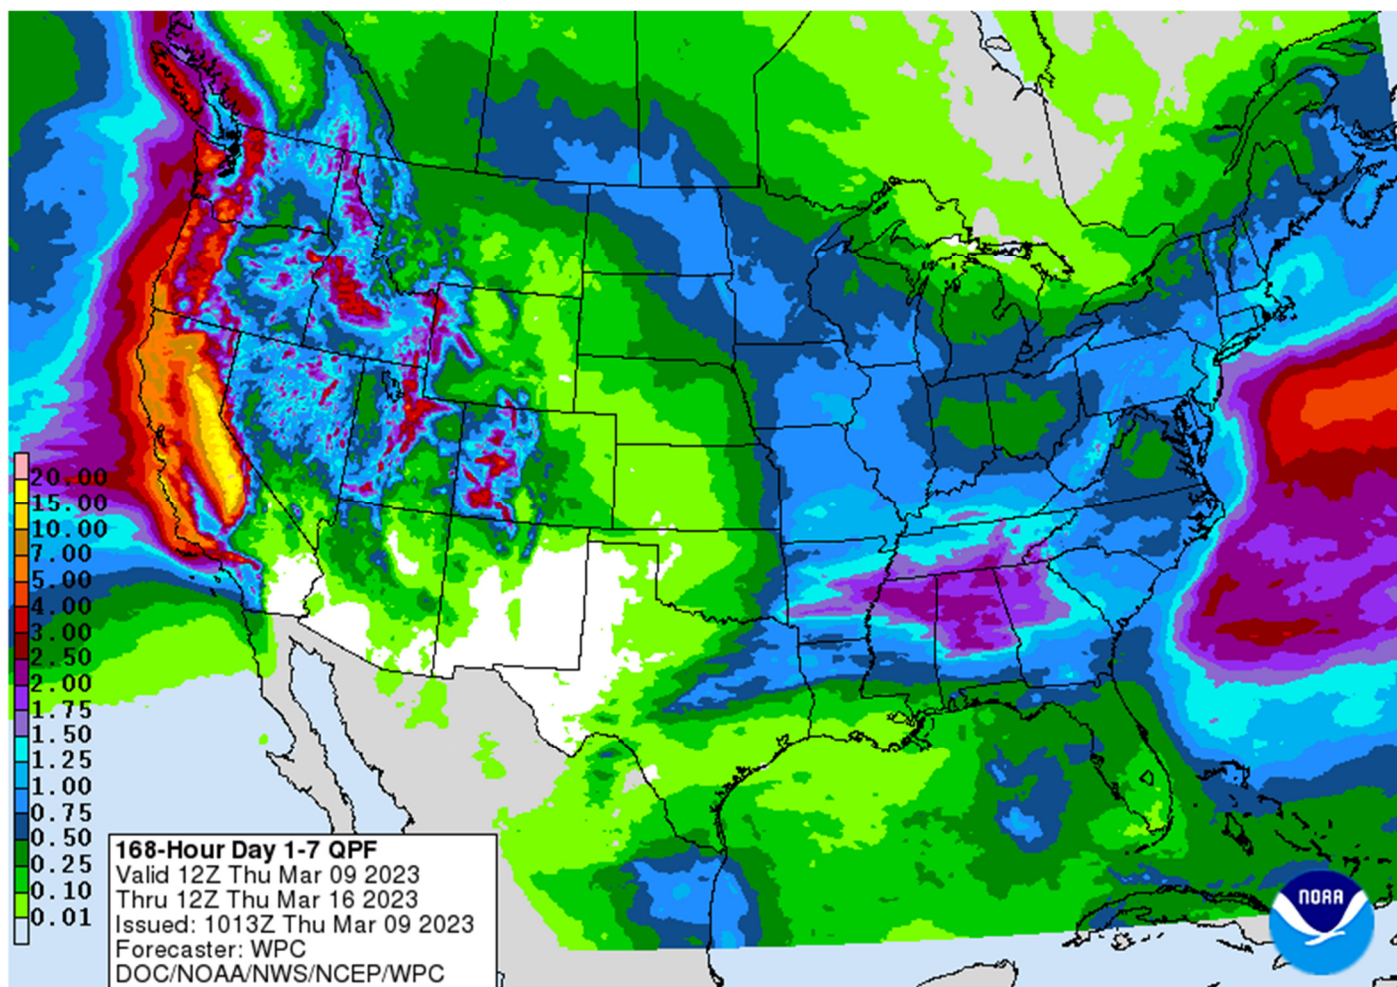 20.00
15.00
10.00
7.00
5.00
4.00
3.00
2.50
2.00
1.75
1.50
1.25
1.00
0.75
0.50
0.25
0.10
0.01
168-Hour Day 1-7 QPF
Valid 12Z Thu Mar 09 2023
Thru 12Z Thu Mar 16 2023
Issued: 1013Z Thu Mar 09 2023
Forecaster: WPC
DOC/NOAA/NWS/NCEP/WPC
NOAA